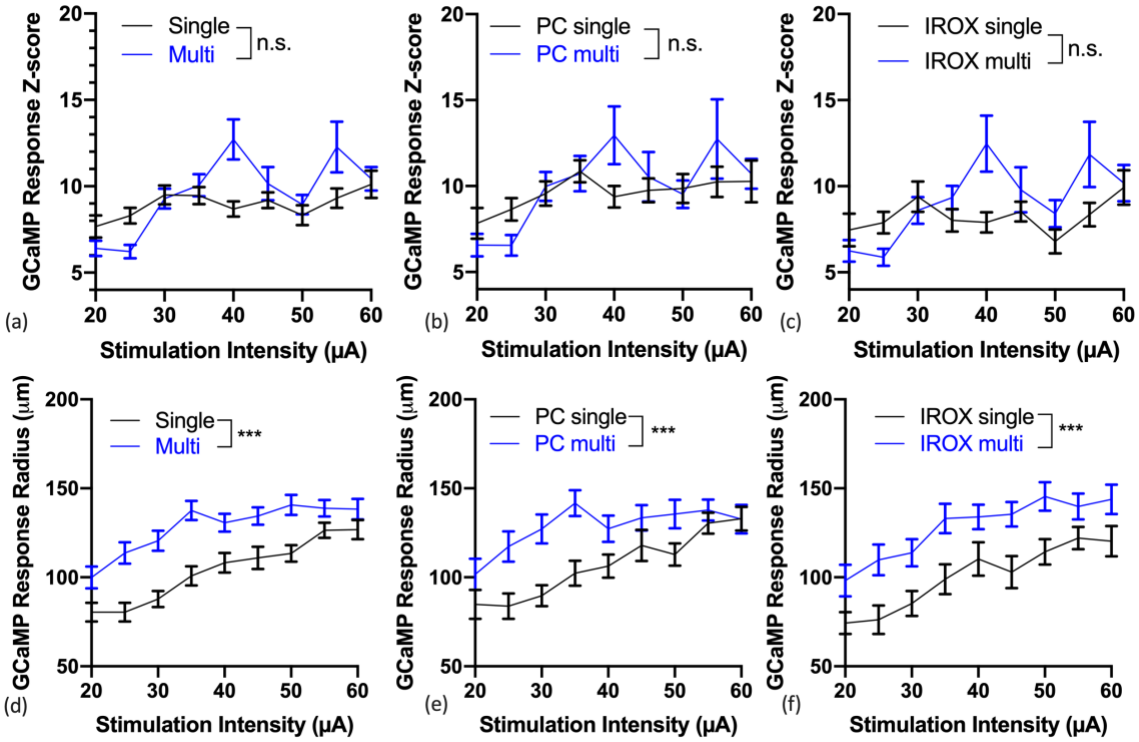 GCaMP Response Z-score
20
15
10
5
Single
Multi
n.s.
20 30 40 50 60
Stimulation Intensity (µA)
(a)
GCaMP Response Z-score
20
15
10
5
PC single
PC multi
n.s.
20 30 40 50 60
Stimulation Intensity (µA)
(b)
GCaMP Response Z-score
20
15
10
5
IROX single
IROX multi
n.s.
20 30 40 50 60
Stimulation Intensity (µA)
(c)
GCaMP Response Radius (µm)
200
150
100
50
Single
Multi
***
20 30 40 50 60
Stimulation Intensity (µA)
(d)
GCaMP Response Radius (µm)
200
150
100
50
PC single
PC multi
***
20 30 40 50 60
Stimulation Intensity (µA)
(e)
GCaMP Response Radius (µm)
200
150
100
50
IROX single
IROX multi
***
20 30 40 50 60
Stimulation Intensity (µA)
(f)